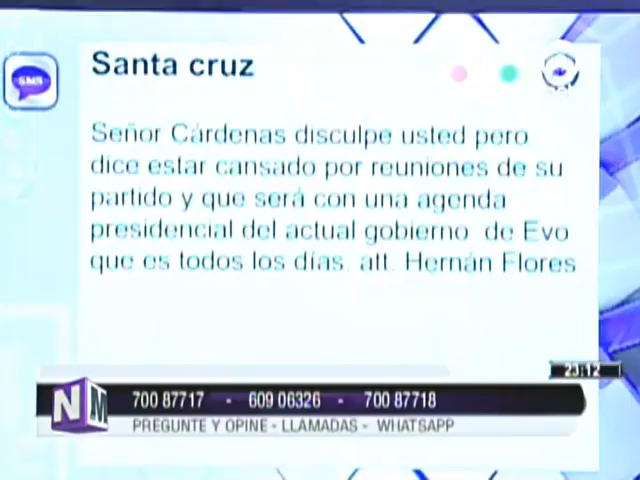 Santa cruz
SMS
Señor Cárdenas disculpe usted pero
dice estar cansado por reuniones de su
partido y que será con una agenda
presidencial del actual gobierno de Evo
que es todos los días. att. Hernán Flores
23:12
NM
700 87717 - 609 06326 - 700 87718
PREGUNTE Y OPINE - LLAMADAS - WHATSAPP